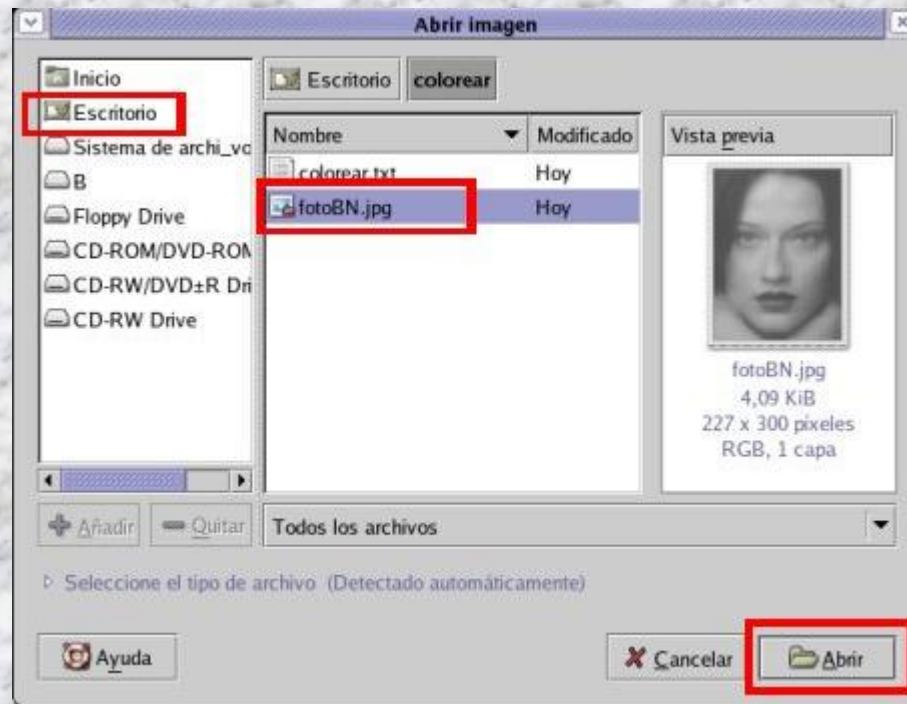 Abrir imagen
Inicio
Escritorio
Sistema de archi_vo
B
Floppy Drive
CD-ROM/DVD-ROM
CD-RW/DVD±R Dri
CD-RW Drive
Añadir
Quitar
Escritorio
colorear
Nombre
Modificado
colorear.txt
Hoy
fotoBN.jpg
Hoy
Todos los archivos
Vista previa
fotoBN.jpg
4,09 KiB
227 x 300 pixeles
RGB, 1 capa
Seleccione el tipo de archivo (Detectado automáticamente)
Ayuda
Cancelar
Abrir